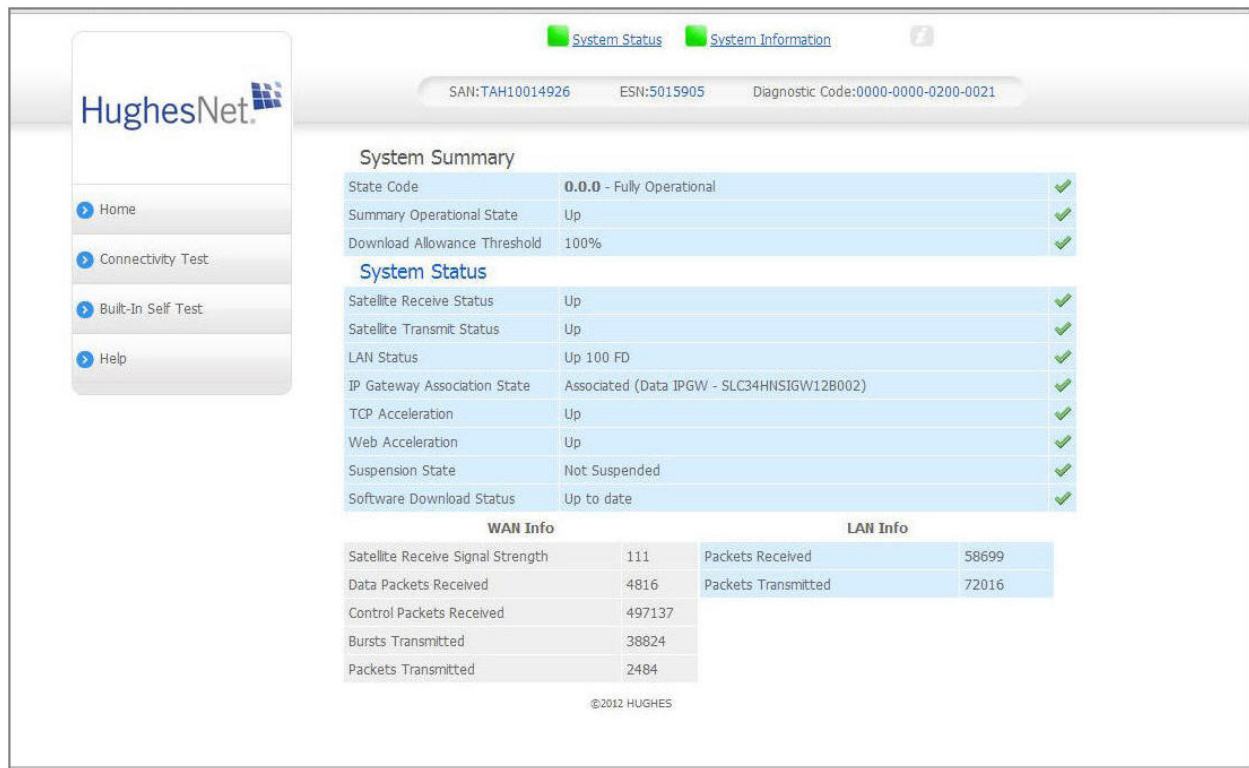 System Status System Information
HughesNet.
SAN:TAH10014926 ESN:5015905 Diagnostic Code:0000-0000-0200-0021
Home
Connectivity Test
Built-In Self Test
Help
System Summary
State Code 0.0.0 - Fully Operational
Summary Operational State Up
Download Allowance Threshold 100%
System Status
Satellite Receive Status Up
Satellite Transmit Status Up
LAN Status Up 100 FD
IP Gateway Association State Associated (Data IPGW - SLC34HNSIGW12B002)
TCP Acceleration Up
Web Acceleration Up
Suspension State Not Suspended
Software Download Status Up to date
WAN Info
Satellite Receive Signal Strength 111
Data Packets Received 4816
Control Packets Received 497137
Bursts Transmitted 38824
Packets Transmitted 2484
LAN Info
Packets Received 58699
Packets Transmitted 72016
©2012 HUGHES